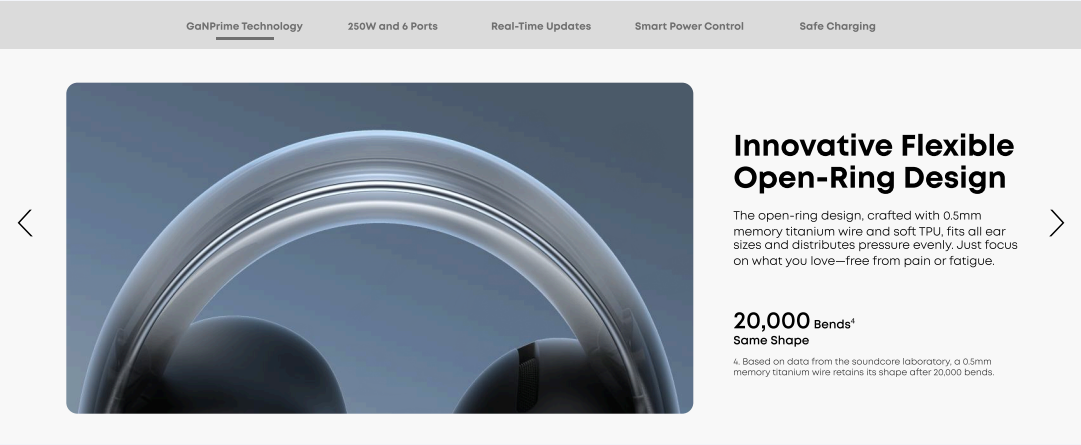 GaNPrime Technology
250W and 6 Ports
Real-Time Updates
Smart Power Control
Safe Charging
Innovative Flexible
Open-Ring Design
The open-ring design, crafted with 0.5mm
memory titanium wire and soft TPU, fits all ear
sizes and distributes pressure evenly. Just focus
on what you love—free from pain or fatigue.
20,000 Bends⁴
Same Shape
4. Based on data from the soundcore laboratory, a 0.5mm
memory titanium wire retains its shape after 20,000 bends.